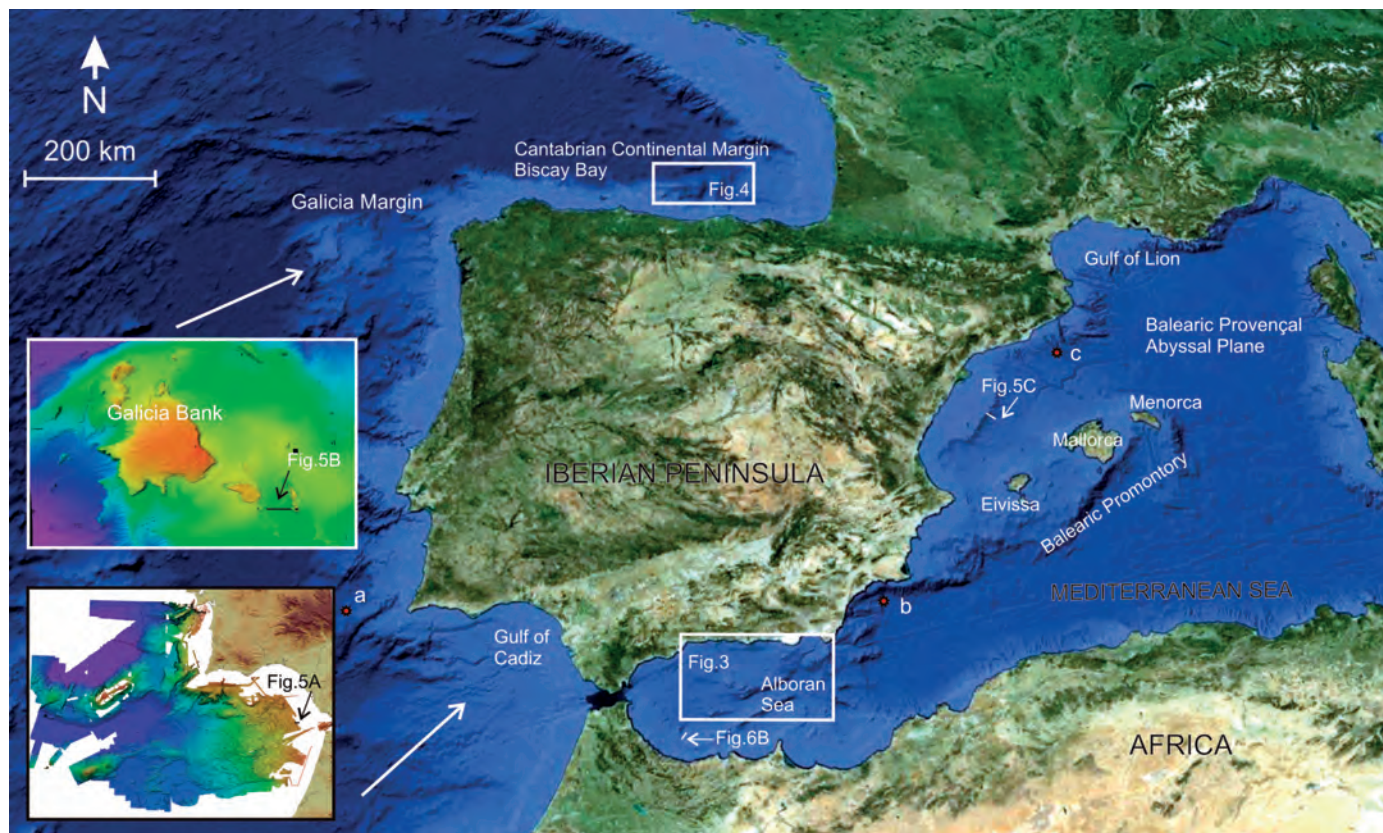 N
200 km
Cantabrian Continental Margin
Biscay Bay
Fig.4
Galicia Margin
Gulf of Lion
Balearic Provençal
Abyssal Plane
c
Fig.5C
Menorca
Mallorca
Galicia Bank
Fig.5B
IBERIAN PENINSULA
Eivissa
Balearic Promontory
a
b
MEDITERRANEAN SEA
Gulf of
Cadiz
Fig.3
Alboran
Sea
Fig.5A
Fig.6B
AFRICA